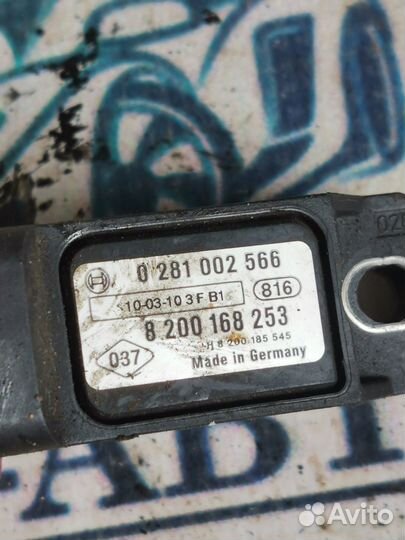 0 281 002 566
10-03-10 3 F B1
816
8 200 168 253
037
H 8 200 185 545
Made in Germany
Avito